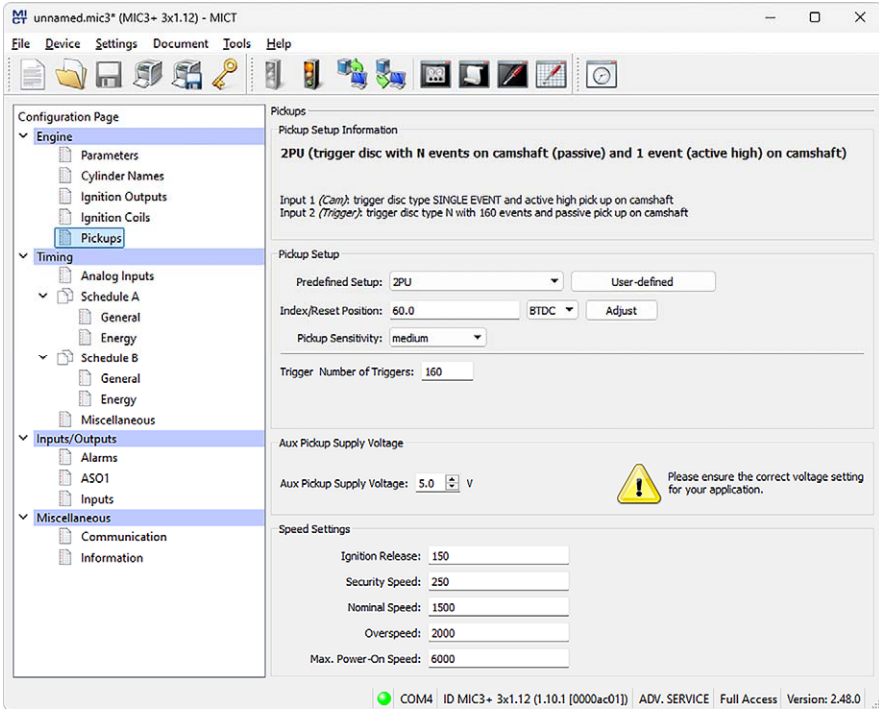 MICT unnamed.mic3* (MIC3+ 3x1.12) - MICT
File Device Settings Document Tools Help
Configuration Page
Engine
Parameters
Cylinder Names
Ignition Outputs
Ignition Coils
Pickups
Timing
Analog Inputs
Schedule A
General
Energy
Schedule B
General
Energy
Miscellaneous
Inputs/Outputs
Alarms
ASO1
Inputs
Miscellaneous
Communication
Information
Pickups
Pickup Setup Information
2PU (trigger disc with N events on camshaft (passive) and 1 event (active high) on camshaft)
Input 1 (Cam): trigger disc type SINGLE EVENT and active high pick up on camshaft
Input 2 (Trigger): trigger disc type N with 160 events and passive pick up on camshaft
Pickup Setup
Predefined Setup: 2PU User-defined
Index/Reset Position: 60.0 BTDC Adjust
Pickup Sensitivity: medium
Trigger Number of Triggers: 160
Aux Pickup Supply Voltage
Aux Pickup Supply Voltage: 5.0 V
Please ensure the correct voltage setting
for your application.
Speed Settings
Ignition Release: 150
Security Speed: 250
Nominal Speed: 1500
Overspeed: 2000
Max. Power-On Speed: 6000
COM4 ID MIC3+ 3x1.12 (1.10.1 [0000ac01]) ADV. SERVICE Full Access Version: 2.48.0